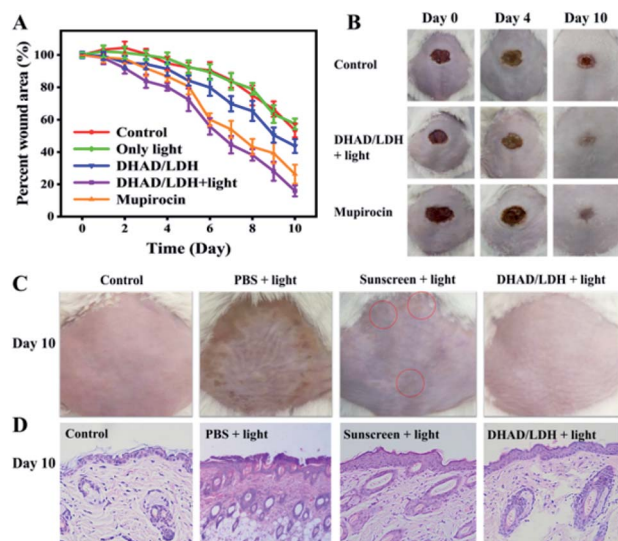 A
Percent wound area (%)
120
100
80
60
40
20
0
Control
Only light
DHAD/LDH
DHAD/LDH+light
Mupirocin
0 2 4 6 8 10
Time (Day)
B
Day 0 Day 4 Day 10
Control
DHAD/LDH
+ light
Mupirocin
C
Control PBS + light Sunscreen + light DHAD/LDH + light
Day 10
D
Control PBS + light Sunscreen + light DHAD/LDH + light
Day 10